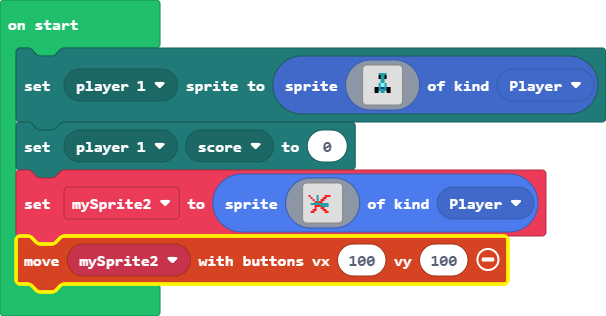 on start
set player 1 sprite to sprite of kind Player
set player 1 score to 0
set mySprite2 to sprite of kind Player
move mySprite2 with buttons vx 100 vy 100